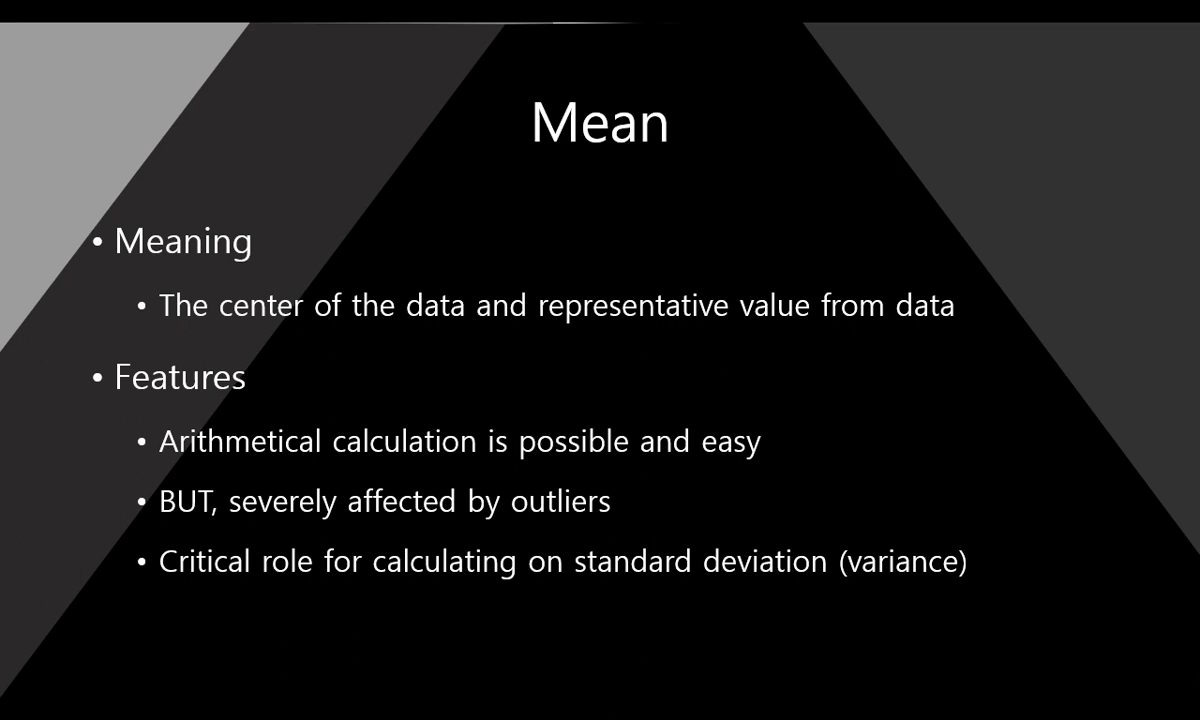 Mean
• Meaning
• The center of the data and representative value from data
• Features
• Arithmetical calculation is possible and easy
• BUT, severely affected by outliers
• Critical role for calculating on standard deviation (variance)